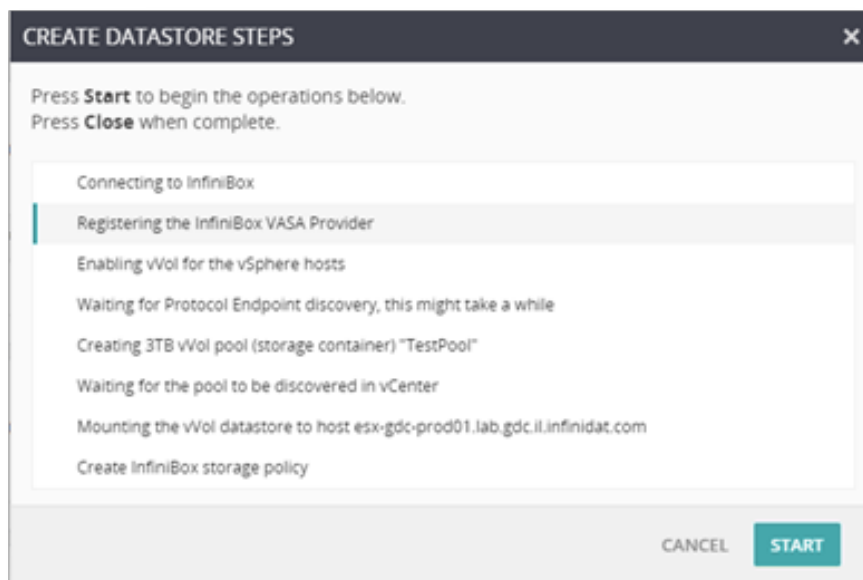 CREATE DATASTORE STEPS
Press Start to begin the operations below.
Press Close when complete.
Connecting to InfiniBox
Registering the InfiniBox VASA Provider
Enabling vVol for the vSphere hosts
Waiting for Protocol Endpoint discovery, this might take a while
Creating 3TB vVol pool (storage container) "TestPool"
Waiting for the pool to be discovered in vCenter
Mounting the vVol datastore to host esx-gdc-prod01.lab.gdc.il.infinidat.com
Create InfiniBox storage policy
CANCEL START